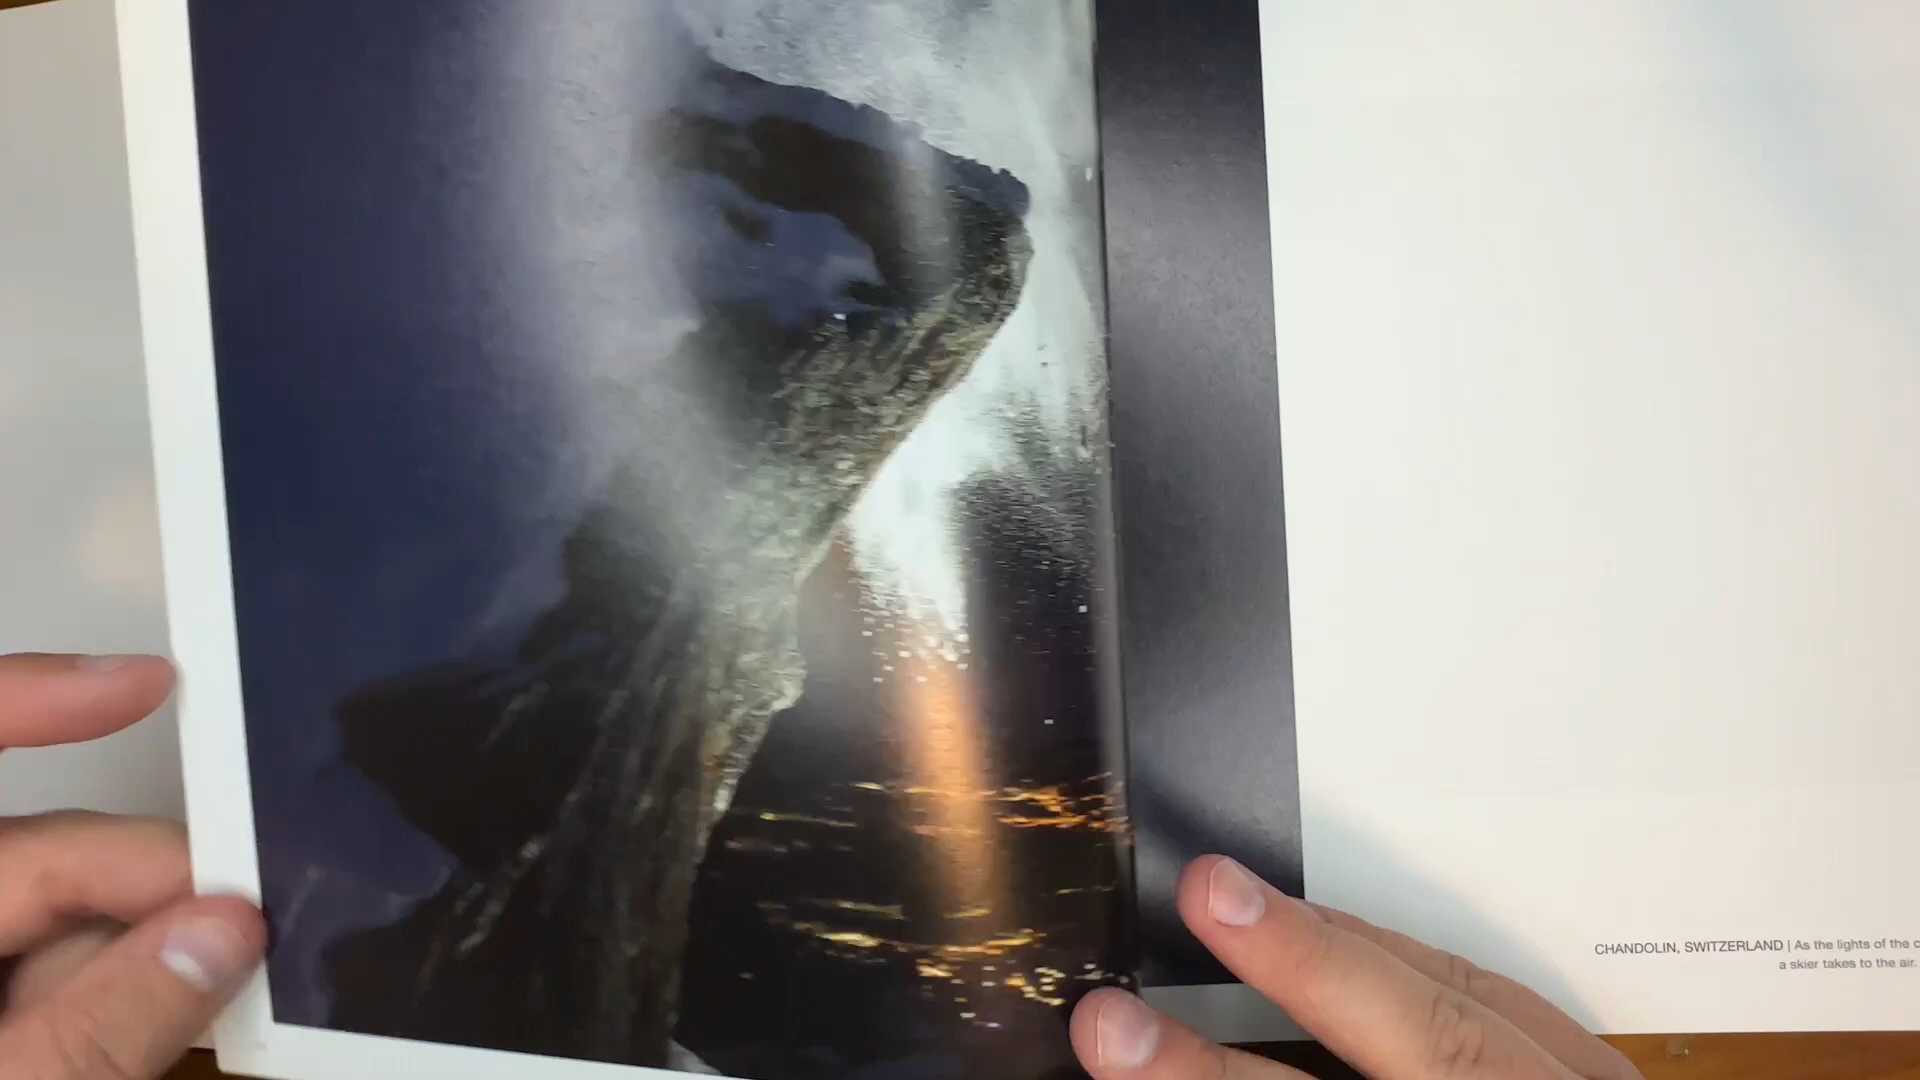 CHANDOLIN, SWITZERLAND | As the lights of the
a skier takes to the air.